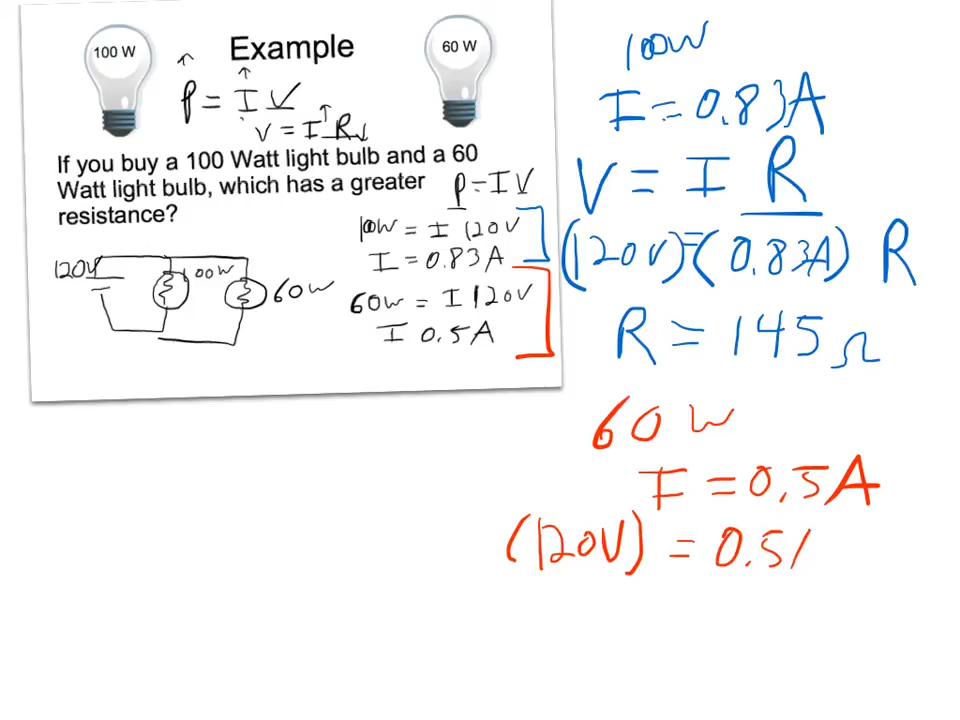 100 W
Example
60 W
P = I V
V = I R
If you buy a 100 Watt light bulb and a 60
Watt light bulb, which has a greater
resistance?
P = I V
100W = I 120V
I = 0.83A
60W = I 120V
I 0.5A
120V
100W
60W
100W
I = 0.83A
V = I R
(120V) = (0.83A) R
R = 145 Ω
60 W
I = 0.5A
(120V) = 0.5